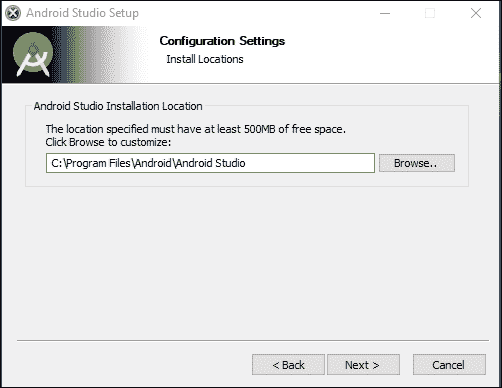 Android Studio Setup
Configuration Settings
Install Locations
Android Studio Installation Location
The location specified must have at least 500MB of free space.
Click Browse to customize:
C:\Program Files\Android\Android Studio
Browse..
< Back
Next >
Cancel